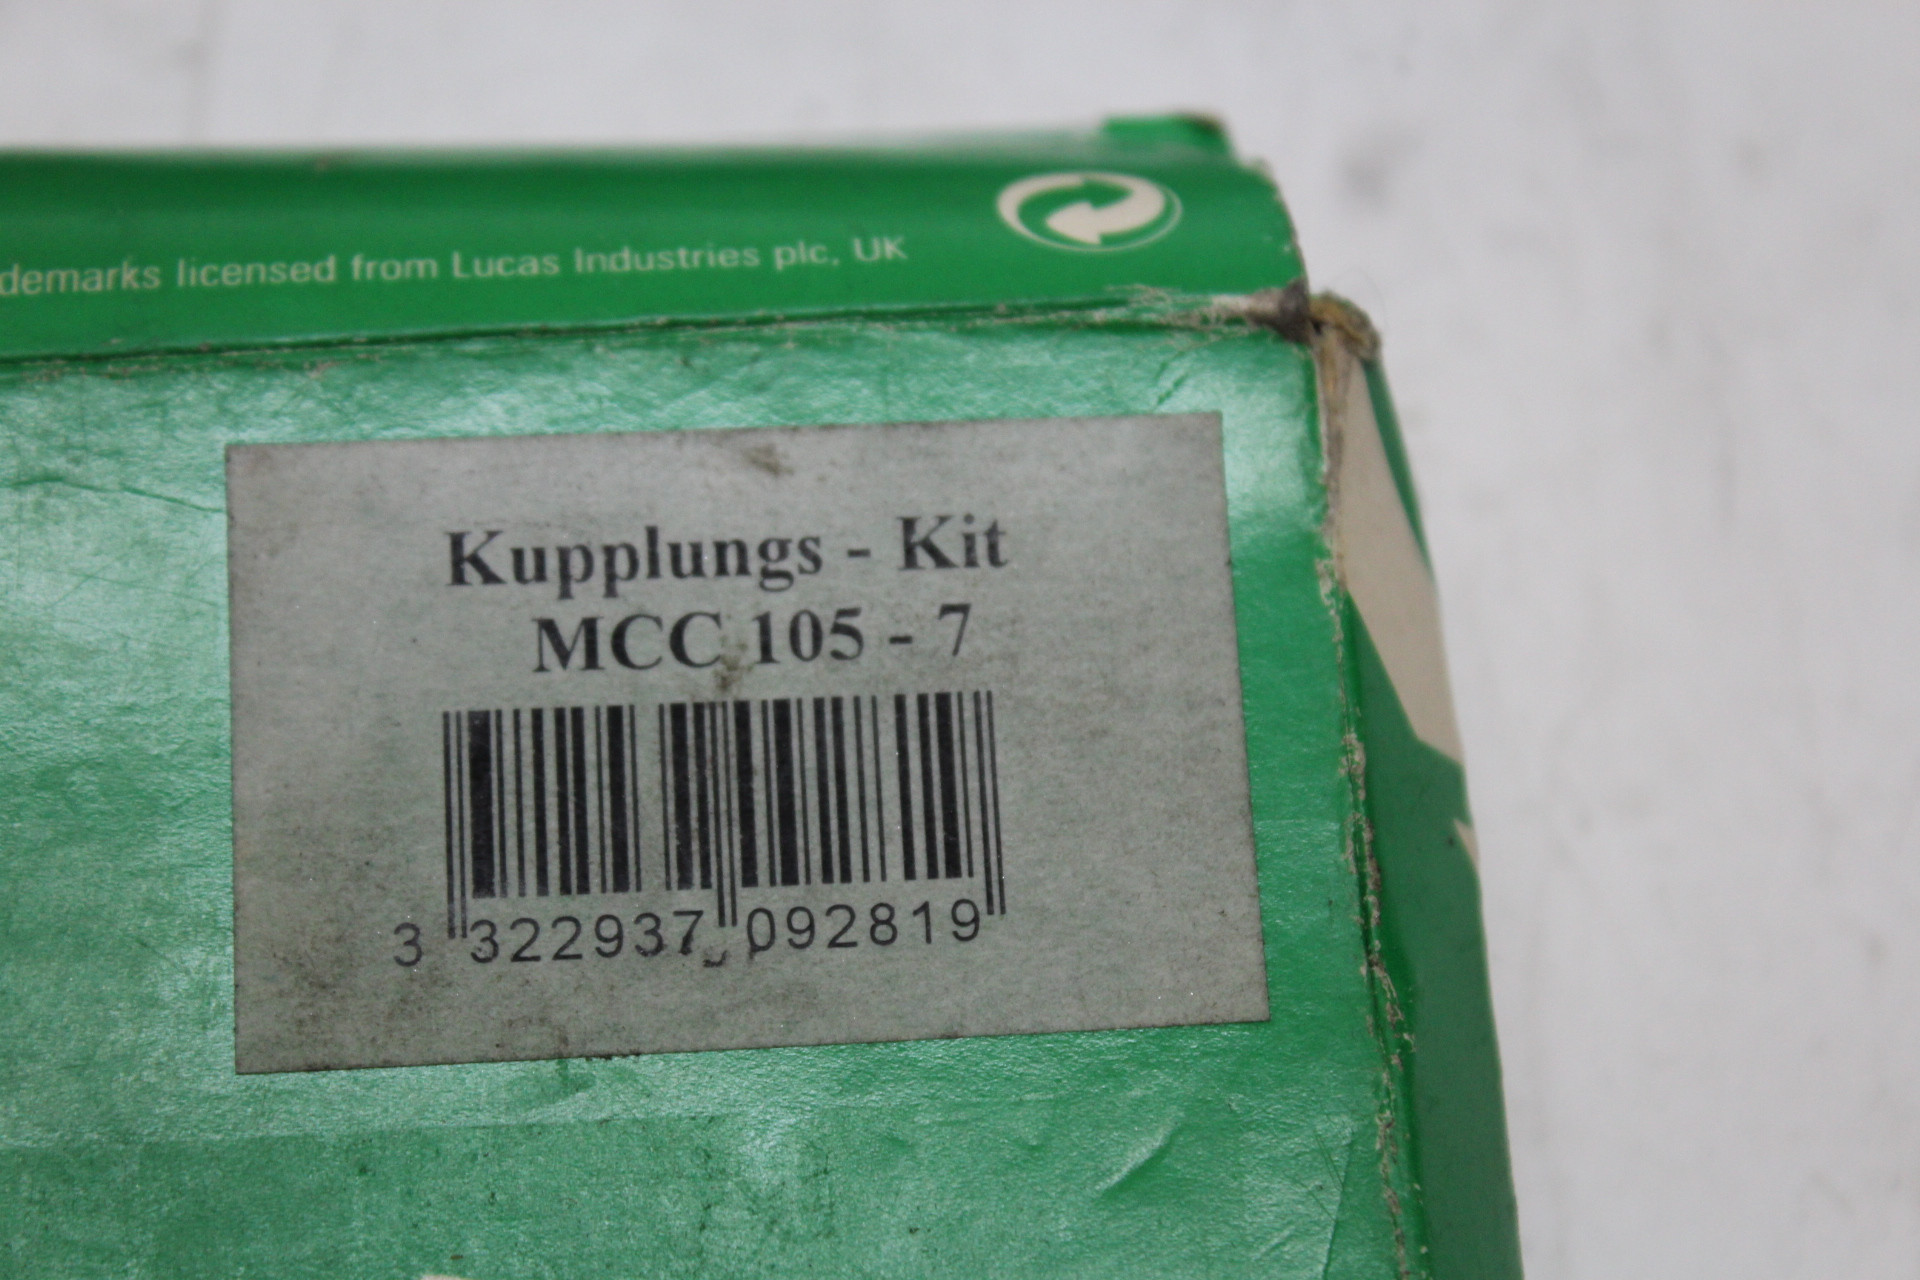 demarks licensed from Lucas Industries plc, UK
Kupplungs - Kit
MCC 105 - 7
3 322937 092819